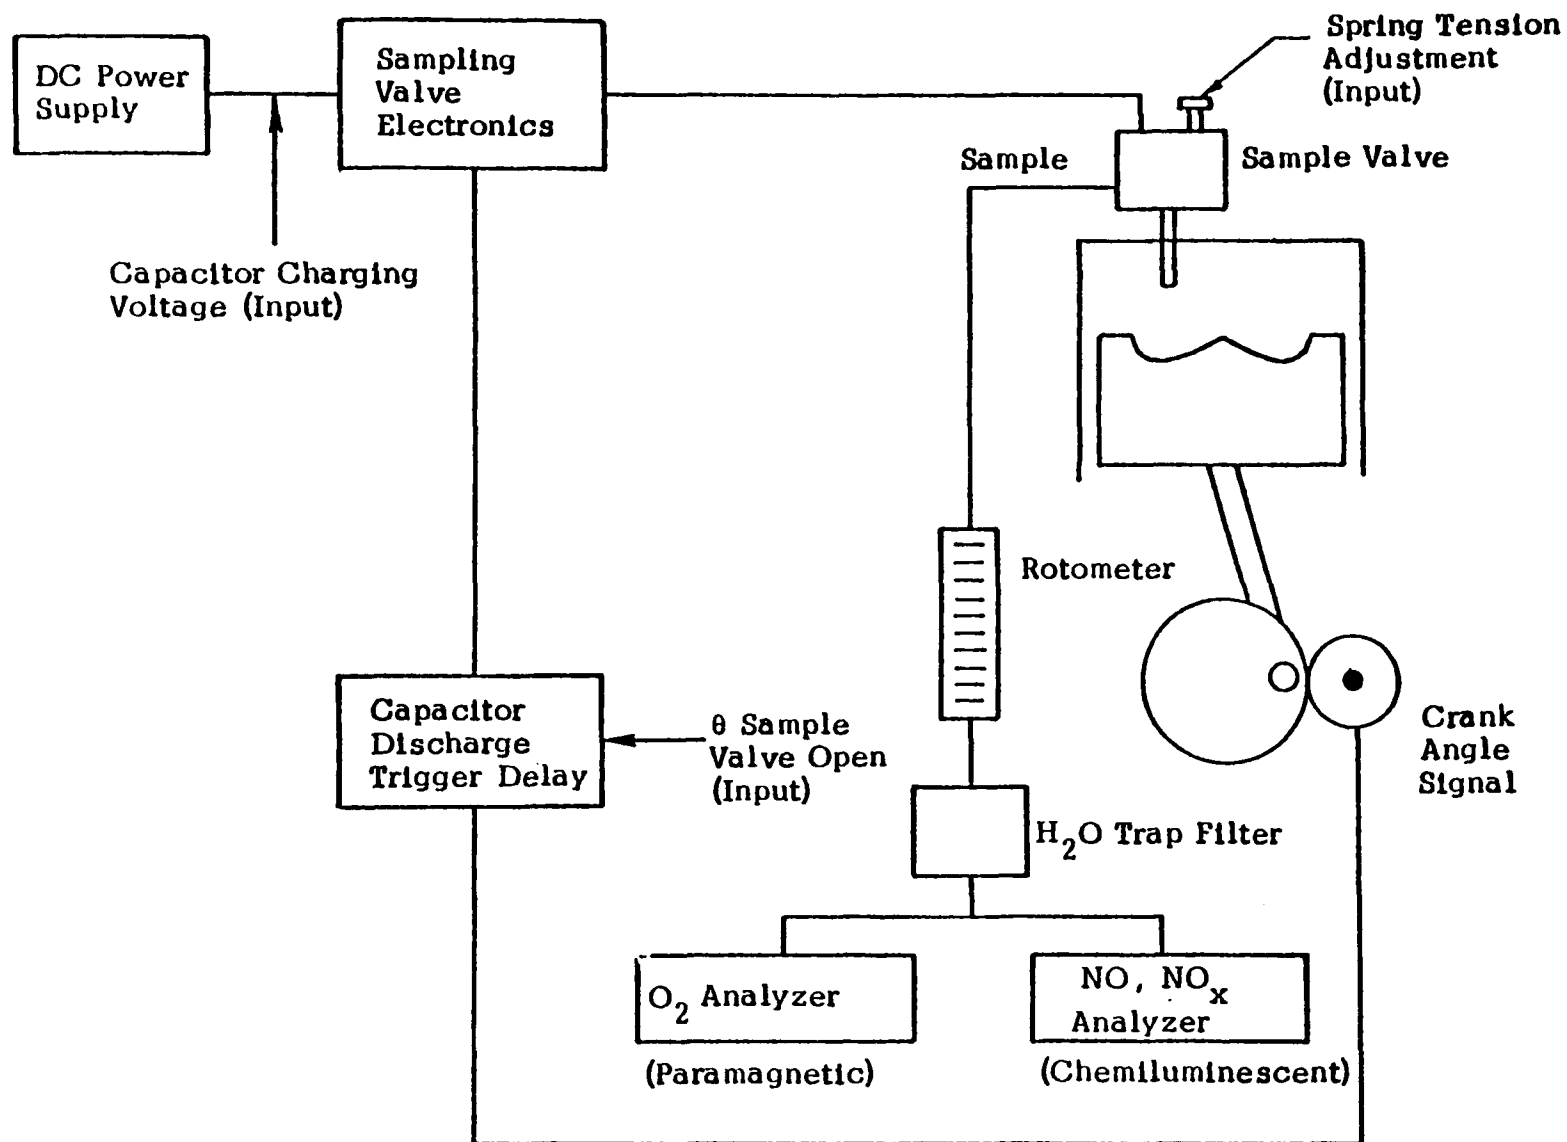 DC Power
Supply
Sampling
Valve
Electronics
Spring Tension
Adjustment
(Input)
Sample
Sample Valve
Capacitor Charging
Voltage (Input)
Rotometer
Capacitor
Discharge
Trigger Delay
θ Sample
Valve Open
(Input)
Crank
Angle
Signal
H₂O Trap Filter
O₂ Analyzer
(Paramagnetic)
NO, NOₓ
Analyzer
(Chemiluminescent)